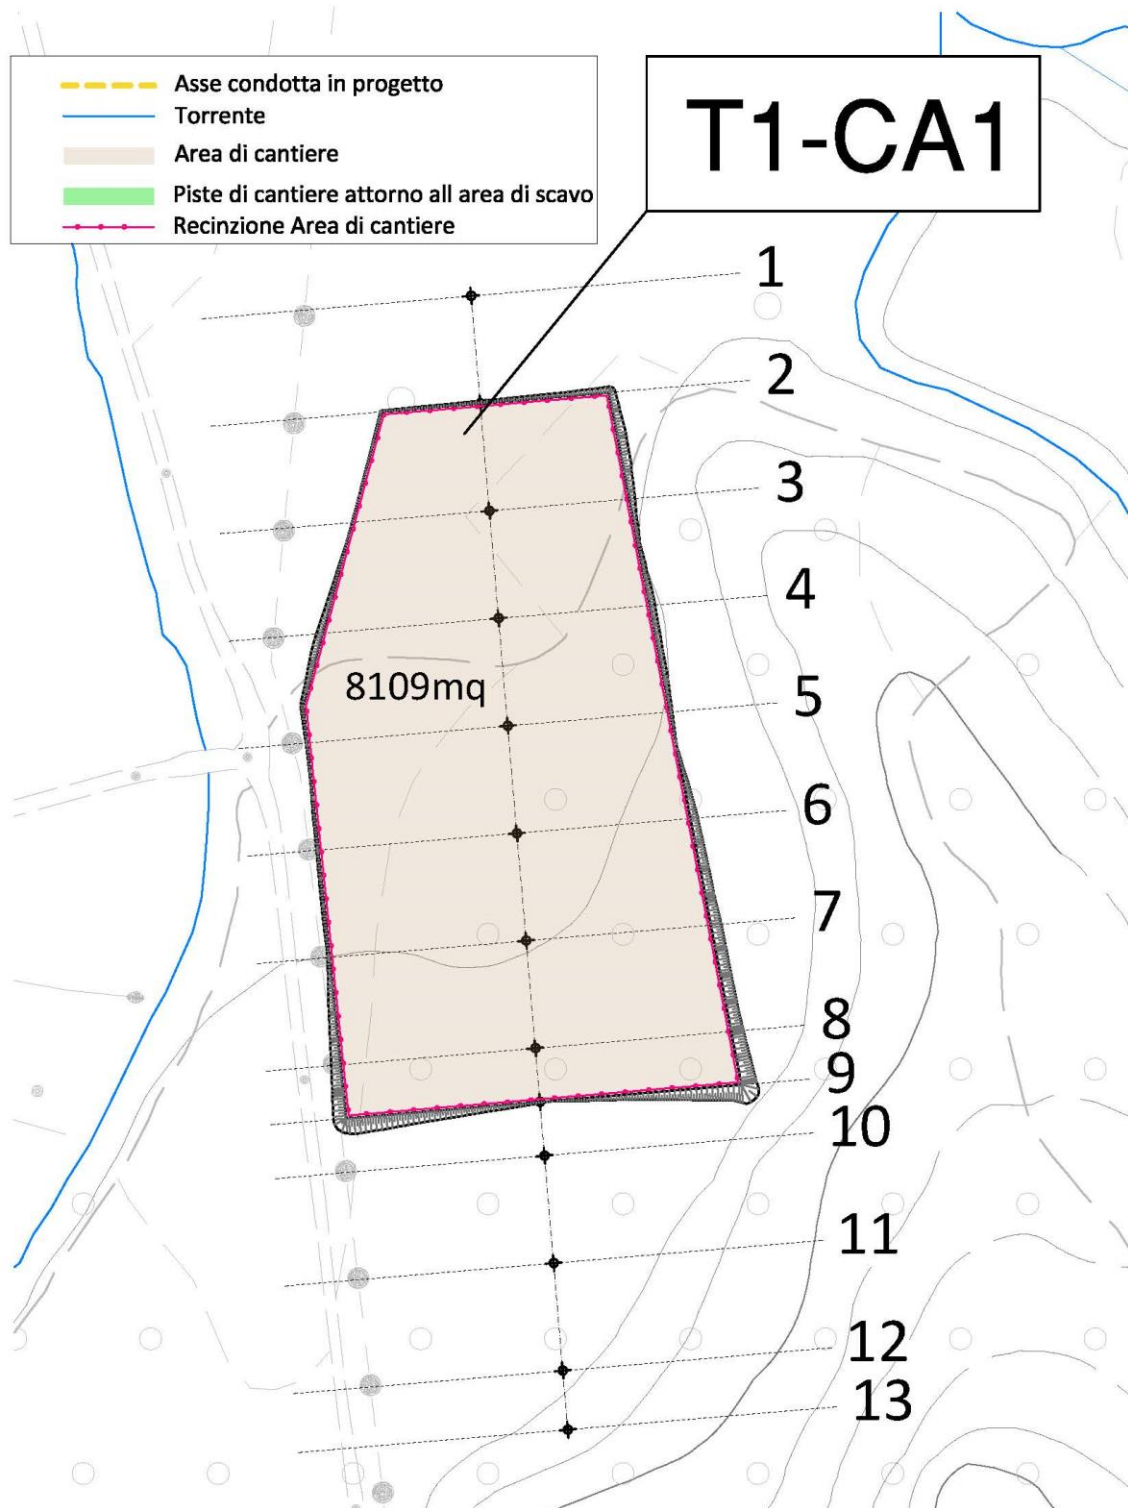 Asse condotta in progetto
Torrente
Area di cantiere
Piste di cantiere attorno all area di scavo
Recinzione Area di cantiere
T1-CA1
1
2
3
4
5
8109mq
6
7
8
9
10
11
12
13